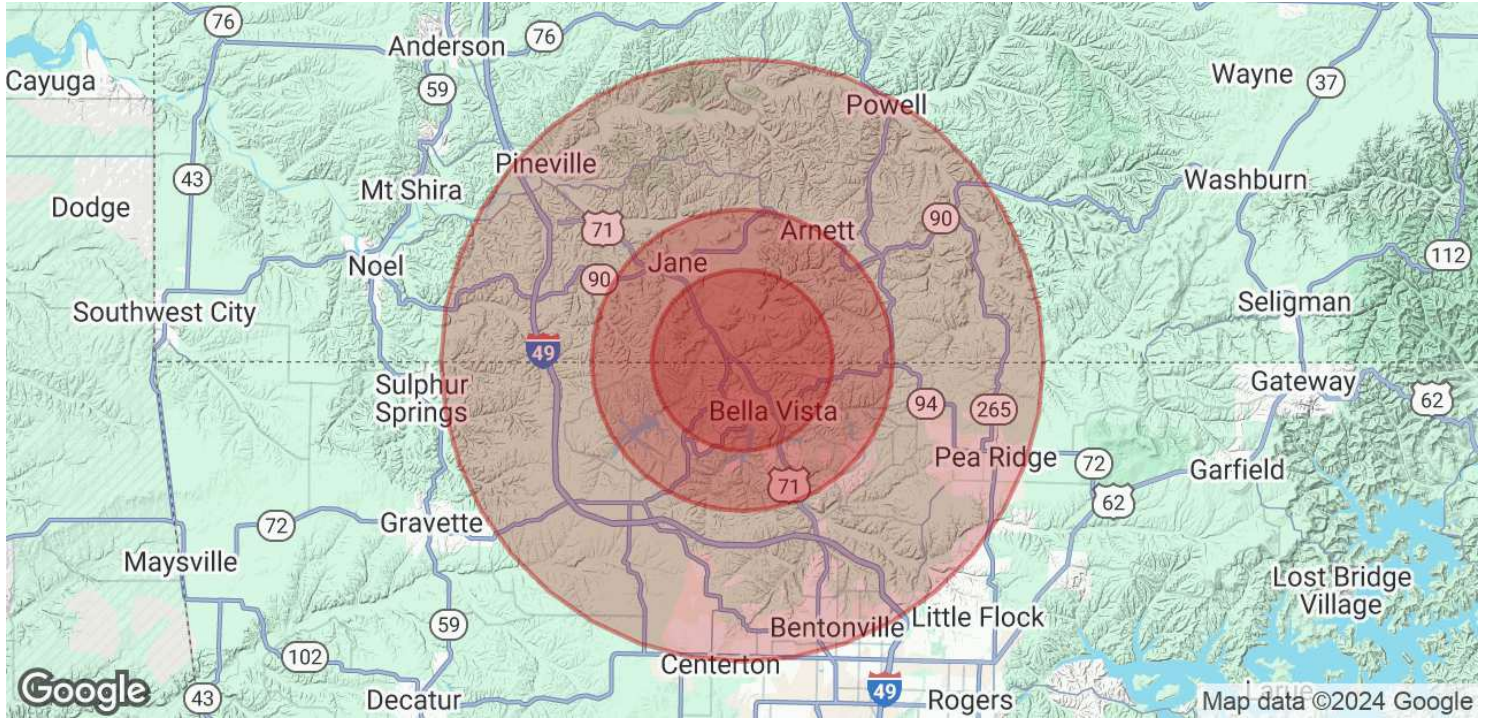 76
Anderson
76
Cayuga
59
Wayne
37
Powell
Pineville
43
Mt Shira
Washburn
Dodge
71
Arnett
90
112
Noel
Jane
90
Seligman
Southwest City
49
Sulphur
Springs
Gateway
62
Bella Vista
94
265
Pea Ridge
72
Garfield
71
62
72
Gravette
Maysville
Lost Bridge
Village
59
Bentonville
Little Flock
102
Centerton
Google
43
Decatur
49
Rogers
Map data ©2024 Google